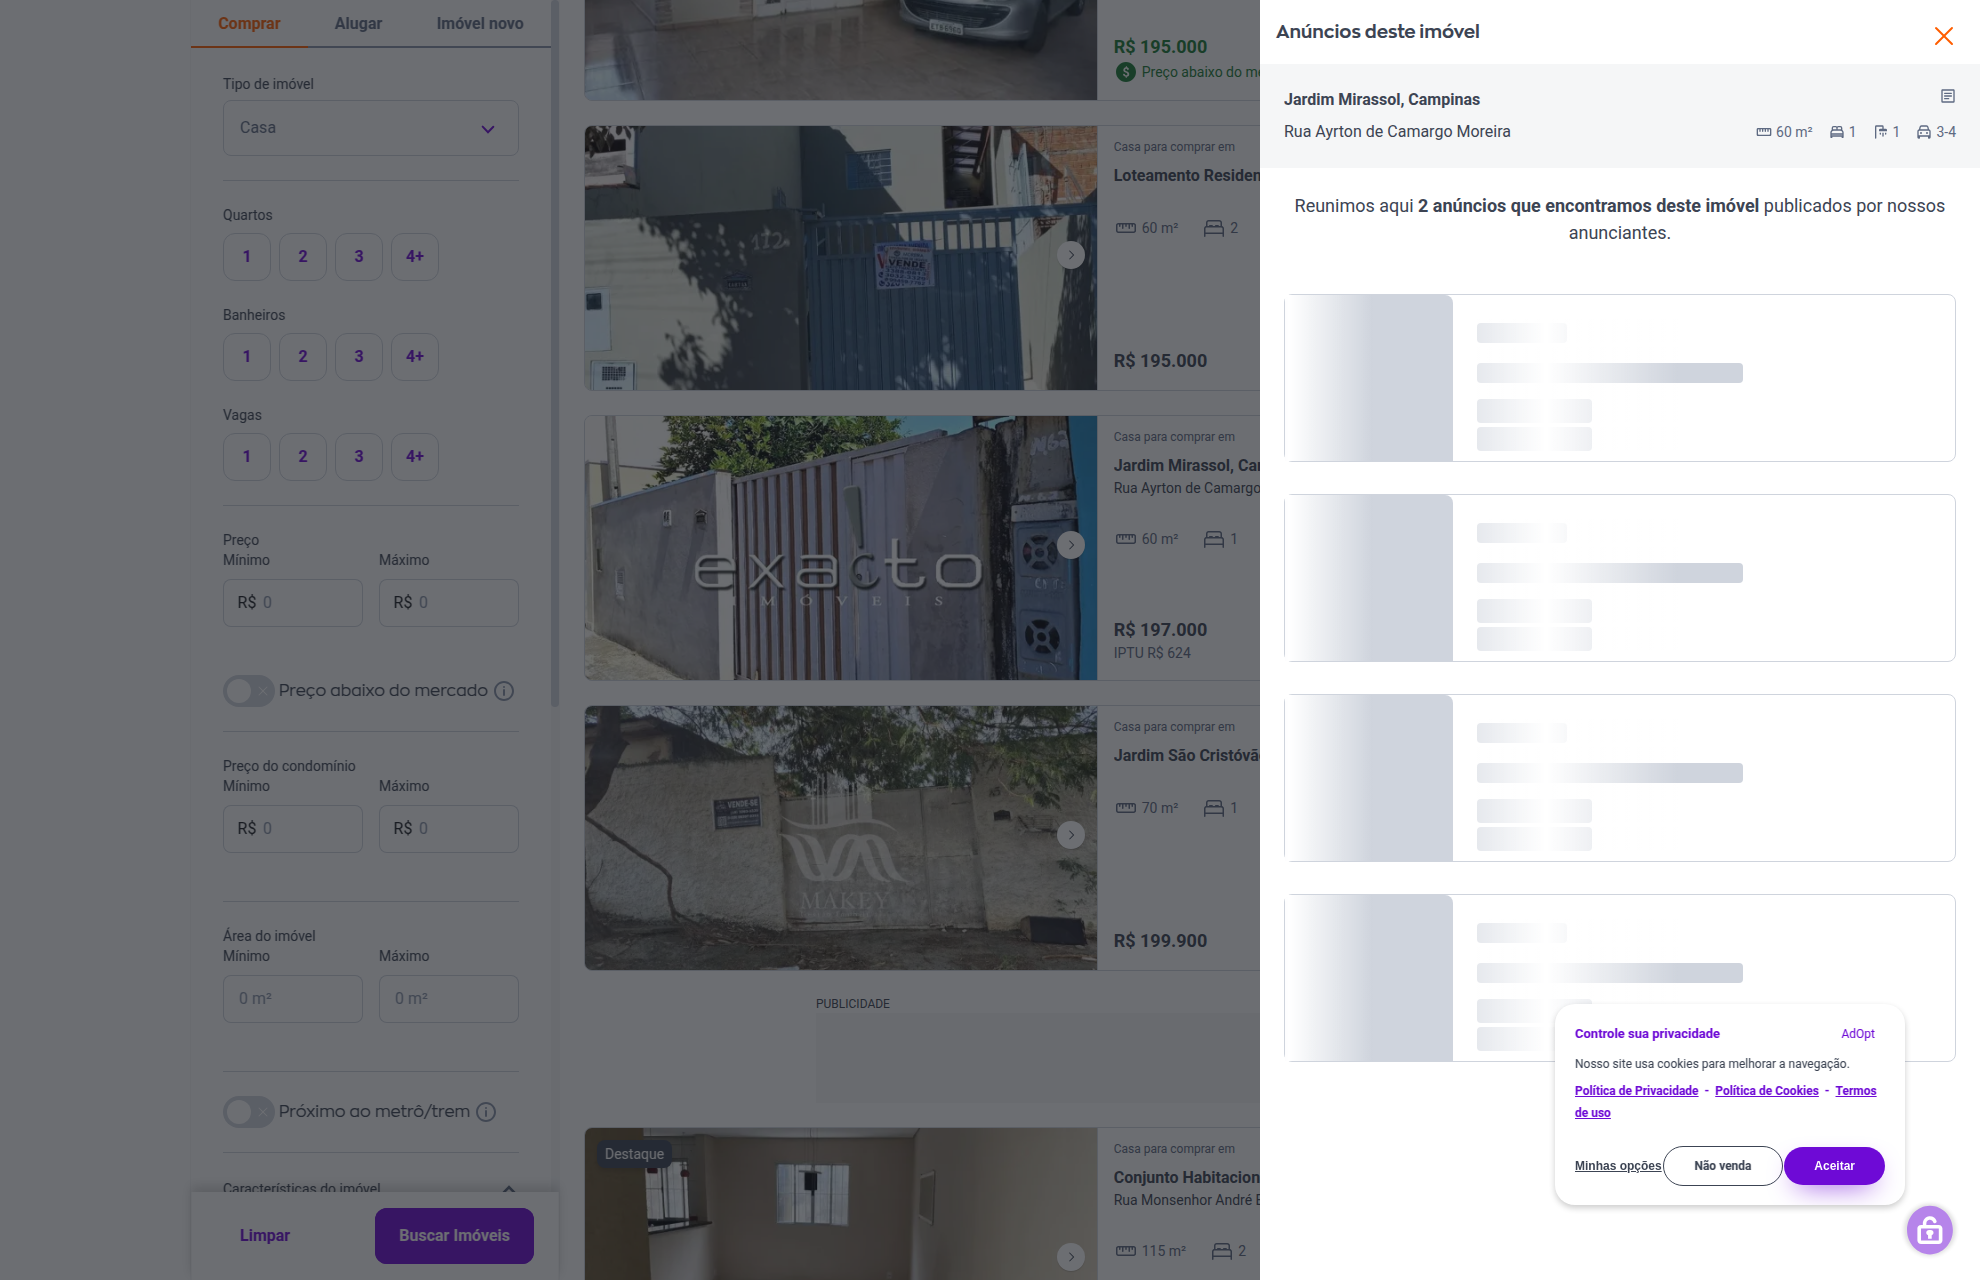 Comprar
Alugar
Imóvel novo
Tipo de imóvel
Casa
Quartos
1
2
3
4+
Banheiros
1
2
3
4+
Vagas
1
2
3
4+
Preço
Mínimo
Máximo
R$ 0
R$ 0
Preço abaixo do mercado
Preço do condomínio
Mínimo
Máximo
R$ 0
R$ 0
Área do imóvel
Mínimo
Máximo
0 m²
0 m²
Próximo ao metrô/trem
Características do imóvel
Limpar
Buscar Imóveis
R$ 195.000
Preço abaixo do me
112
VENDE
Casa para comprar em
Loteamento Residen
60 m²
2
R$ 195.000
exacto
IMÓVEIS
Casa para comprar em
Jardim Mirassol, Ca
Rua Ayrton de Camargo
60 m²
1
R$ 197.000
IPTU R$ 624
VENDE-SE
MAKEY
Casa para comprar em
Jardim São Cristóvã
70 m²
1
R$ 199.900
PUBLICIDADE
Destaque
Casa para comprar em
Conjunto Habitacion
Rua Monsenhor André
115 m²
2
Anúncios deste imóvel
Jardim Mirassol, Campinas
Rua Ayrton de Camargo Moreira
60 m²
1
1
3-4
Reunimos aqui 2 anúncios que encontramos deste imóvel publicados por nossos
anunciantes.
Controle sua privacidade
AdOpt
Nosso site usa cookies para melhorar a navegação.
Política de Privacidade - Política de Cookies - Termos
de uso
Minhas opções
Não venda
Aceitar